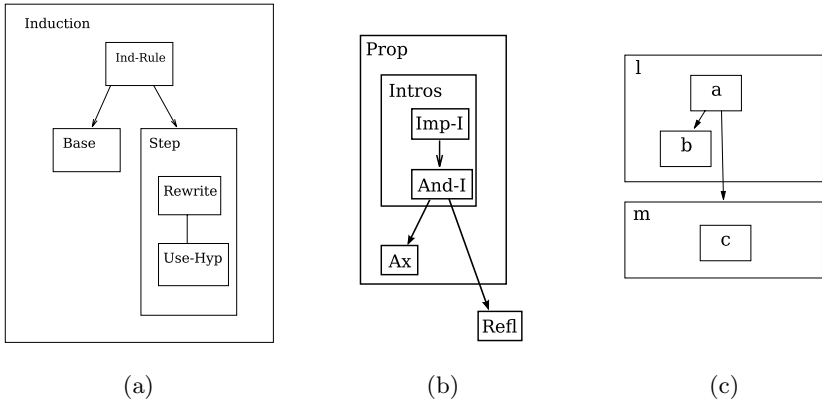 Induction
Ind-Rule
Base
Step
Rewrite
Use-Hyp
(a)
Prop
Intros
Imp-I
And-I
Ax
Refl
(b)
l
a
b
m
c
(c)